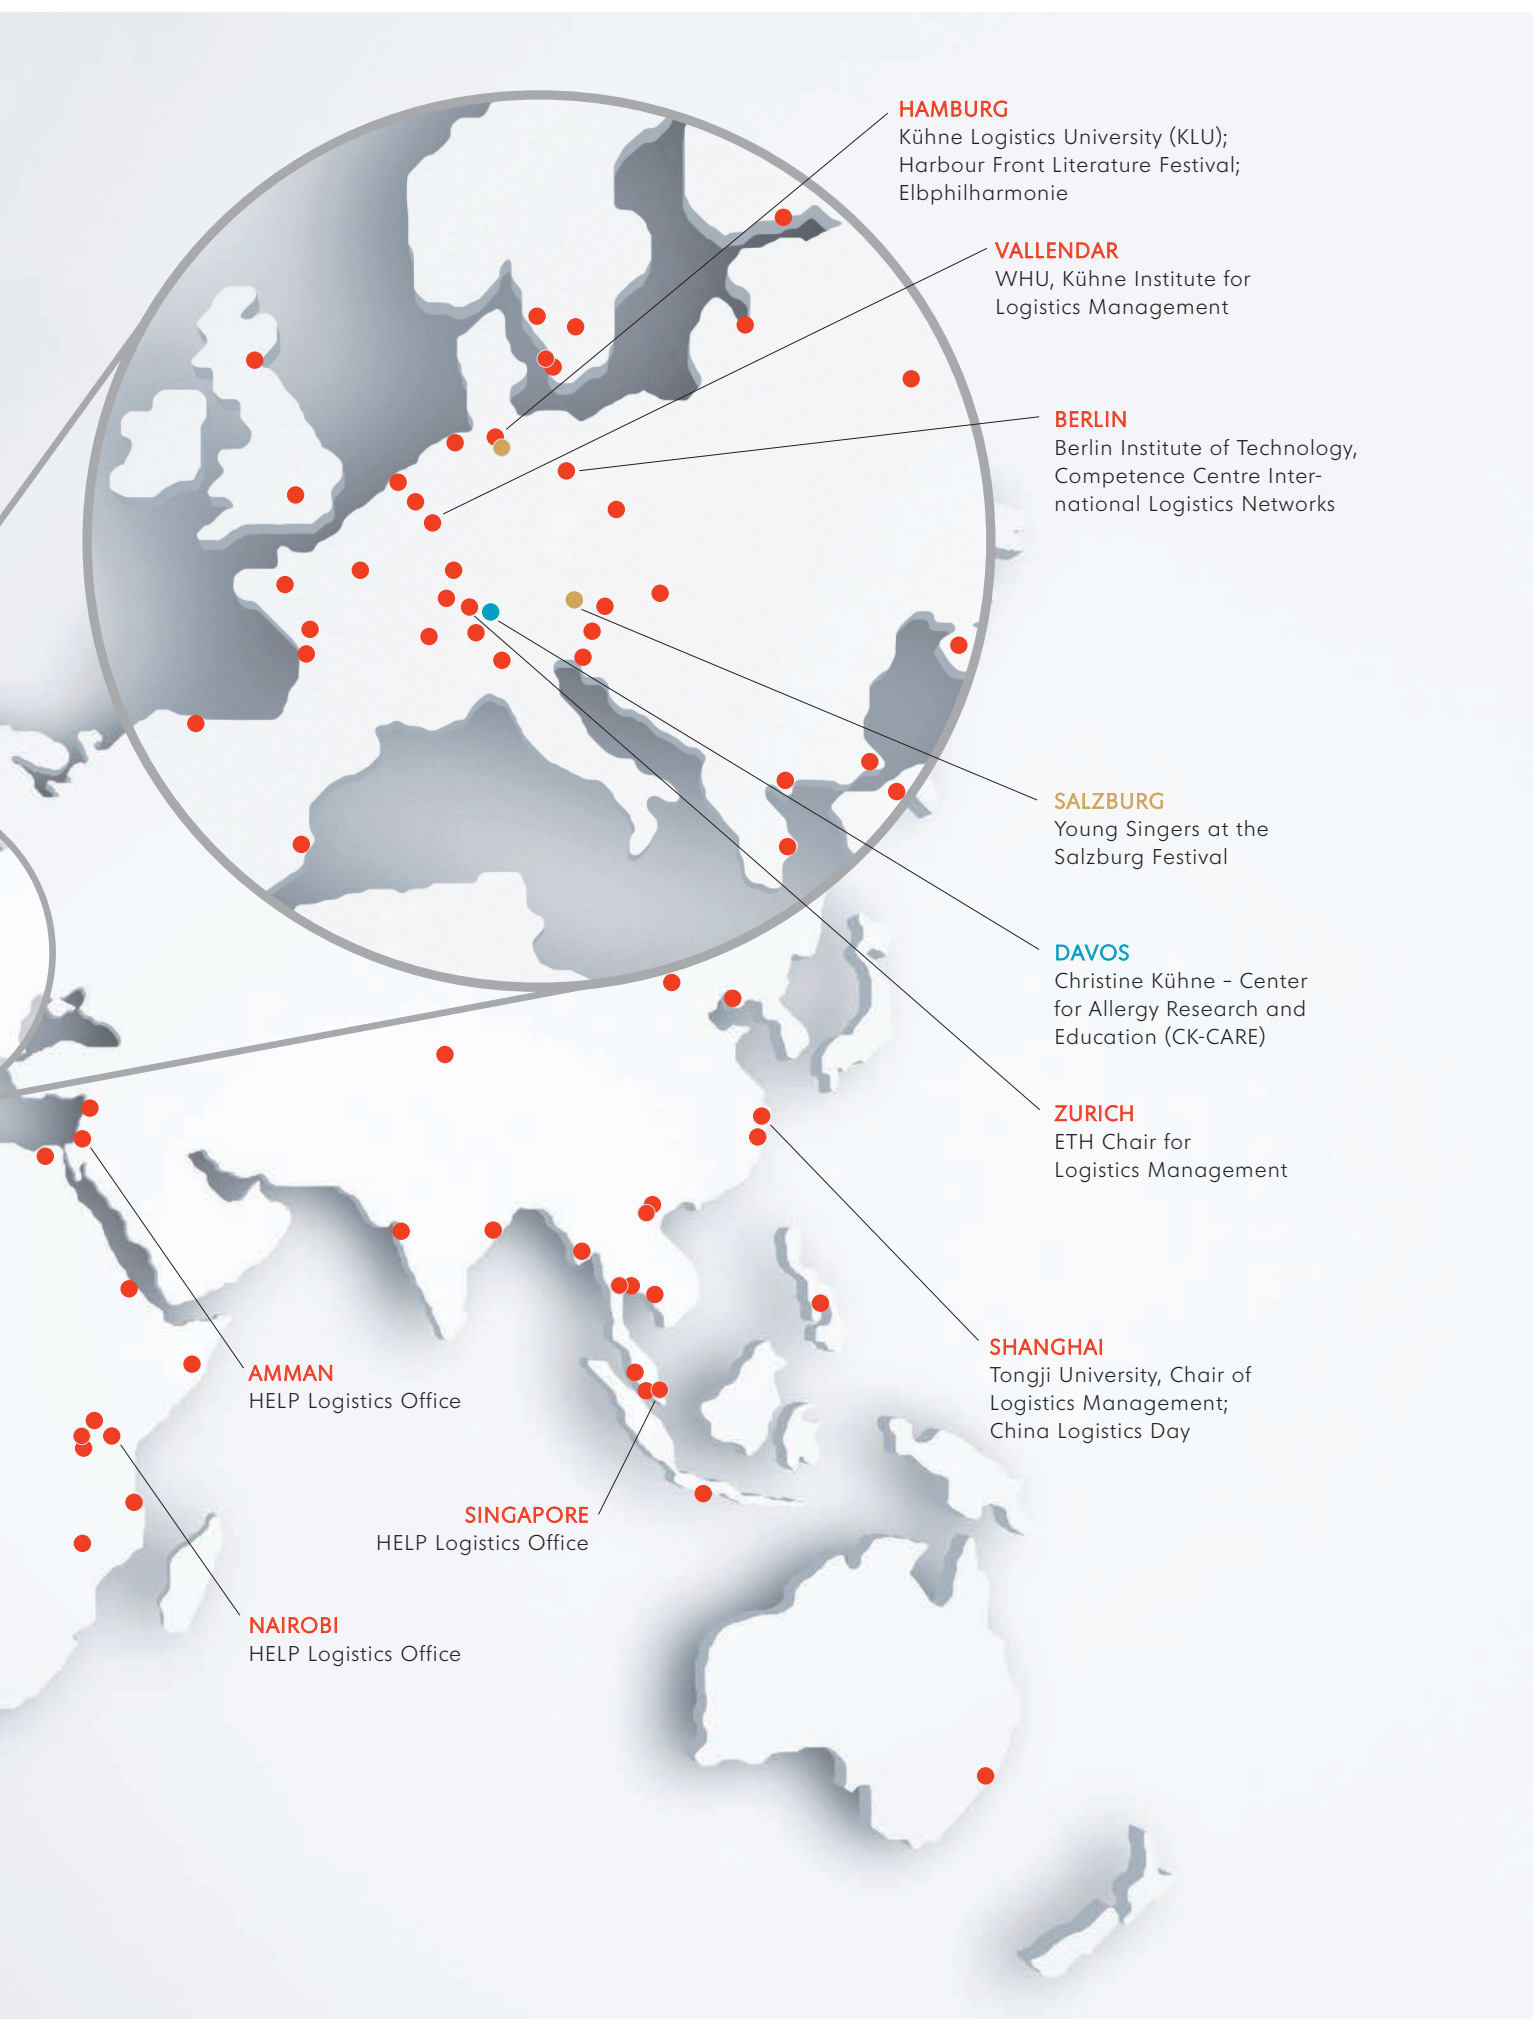 HAMBURG
Kühne Logistics University (KLU);
Harbour Front Literature Festival;
Elbphilharmonie
VALLENDAR
WHU, Kühne Institute for
Logistics Management
BERLIN
Berlin Institute of Technology,
Competence Centre Inter-
national Logistics Networks
SALZBURG
Young Singers at the
Salzburg Festival
DAVOS
Christine Kühne – Center
for Allergy Research and
Education (CK-CARE)
ZURICH
ETH Chair for
Logistics Management
SHANGHAI
Tongji University, Chair of
Logistics Management;
China Logistics Day
AMMAN
HELP Logistics Office
SINGAPORE
HELP Logistics Office
NAIROBI
HELP Logistics Office